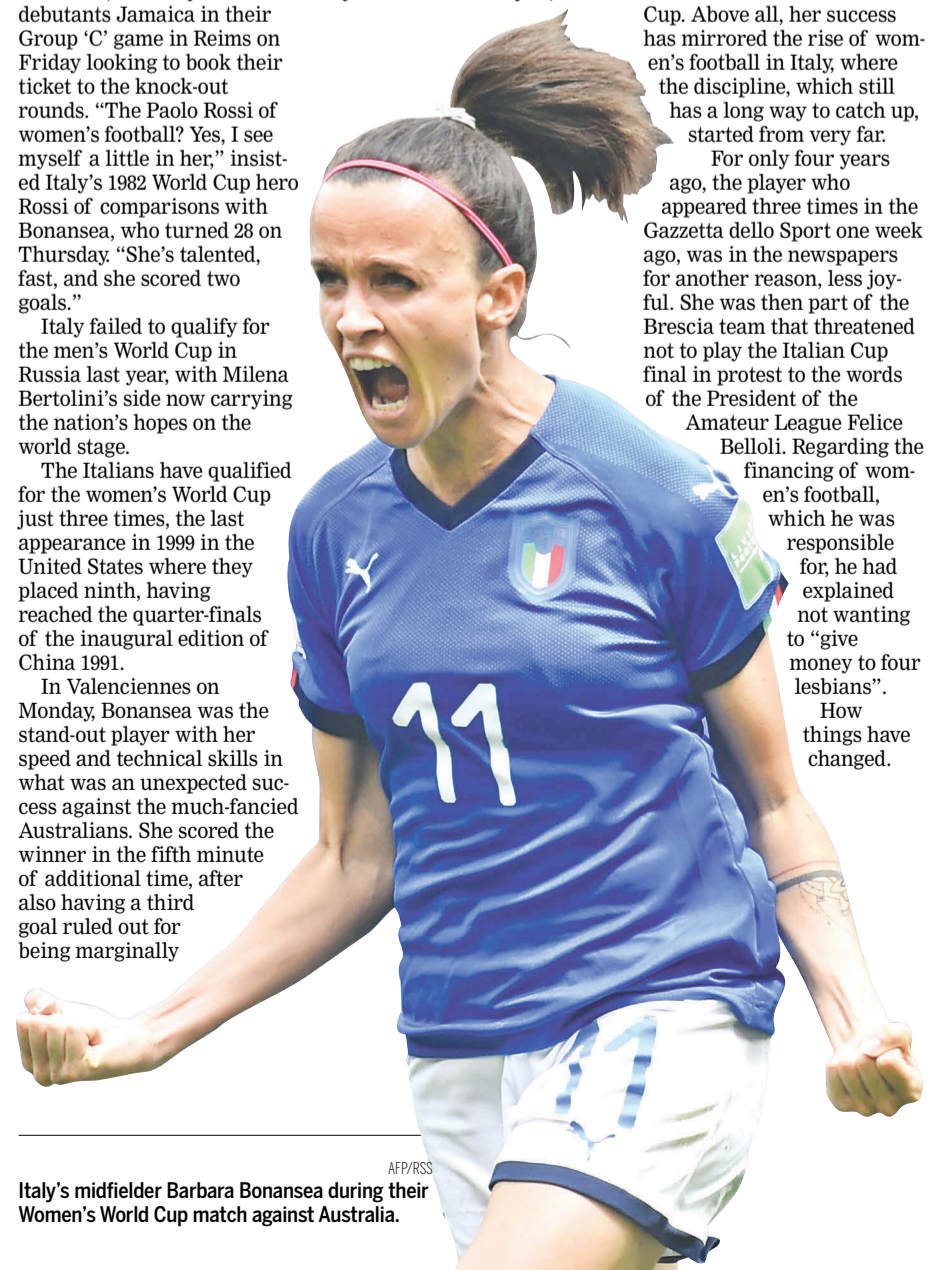 debutants Jamaica in their
Group ‘C’ game in Reims on
Friday looking to book their
ticket to the knock-out
rounds. “The Paolo Rossi of
women’s football? Yes, I see
myself a little in her,” insist-
ed Italy’s 1982 World Cup hero
Rossi of comparisons with
Bonansea, who turned 28 on
Thursday. “She’s talented,
fast, and she scored two
goals.”
Italy failed to qualify for
the men’s World Cup in
Russia last year, with Milena
Bertolini’s side now carrying
the nation’s hopes on the
world stage.
The Italians have qualified
for the women’s World Cup
just three times, the last
appearance in 1999 in the
United States where they
placed ninth, having
reached the quarter-finals
of the inaugural edition of
China 1991.
In Valenciennes on
Monday, Bonansea was the
stand-out player with her
speed and technical skills in
what was an unexpected suc-
cess against the much-fancied
Australians. She scored the
winner in the fifth minute
of additional time, after
also having a third
goal ruled out for
being marginally
Cup. Above all, her success
has mirrored the rise of wom-
en’s football in Italy, where
the discipline, which still
has a long way to catch up,
started from very far.
For only four years
ago, the player who
appeared three times in the
Gazzetta dello Sport one week
ago, was in the newspapers
for another reason, less joy-
ful. She was then part of the
Brescia team that threatened
not to play the Italian Cup
final in protest to the words
of the President of the
Amateur League Felice
Belloli. Regarding the
financing of wom-
en’s football,
which he was
responsible
for, he had
explained
not wanting
to “give
money to four
lesbians”.
How
things have
changed.
11
11
AFP/RSS
Italy’s midfielder Barbara Bonansea during their
Women’s World Cup match against Australia.